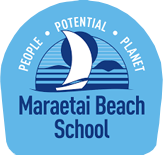 PEOPLE • POTENTIAL • PLANET
Maraetai Beach
School